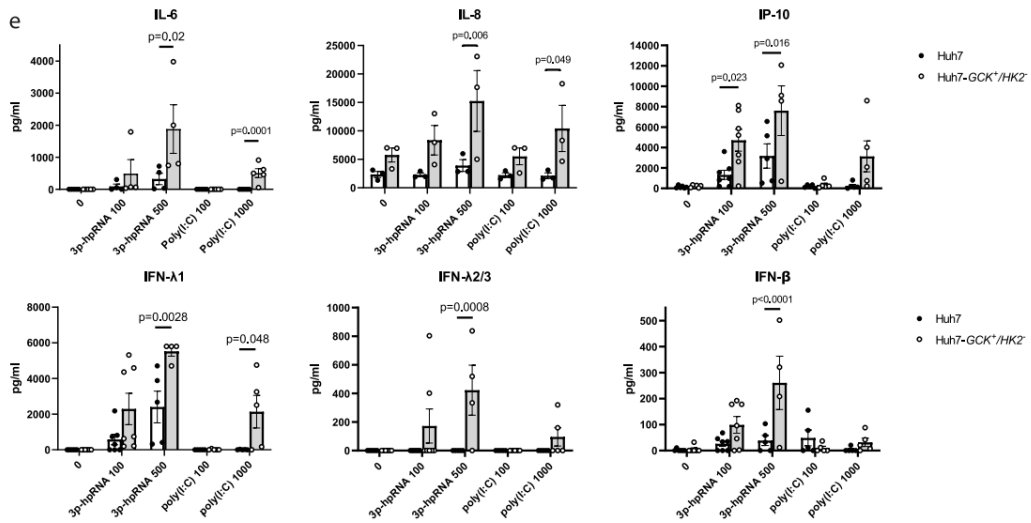 e
IL-6
p=0.02
p=0.0001
pg/ml
4000
3000
2000
1000
0
0
3p-hpRNA 100
3p-hpRNA 500
Poly(I:C) 100
Poly(I:C) 1000
IL-8
p=0.006
p=0.049
pg/ml
25000
20000
15000
10000
5000
0
0
3p-hpRNA 100
3p-hpRNA 500
poly(I:C) 100
poly(I:C) 1000
IP-10
p=0.016
p=0.023
pg/ml
14000
12000
10000
8000
6000
4000
2000
0
0
3p-hpRNA 100
3p-hpRNA 500
poly(I:C) 100
poly(I:C) 1000
Huh7
Huh7-GCK⁺/HK2⁻
IFN-λ1
p=0.0028
p=0.048
pg/ml
8000
6000
4000
2000
0
0
3p-hpRNA 100
3p-hpRNA 500
poly(I:C) 100
poly(I:C) 1000
IFN-λ2/3
p=0.0008
pg/ml
1000
800
600
400
200
0
0
3p-hpRNA 100
3p-hpRNA 500
poly(I:C) 100
poly(I:C) 1000
IFN-β
p<0.0001
pg/ml
500
400
300
200
100
0
0
3p-hpRNA 100
3p-hpRNA 500
poly(I:C) 100
poly(I:C) 1000
Huh7
Huh7-GCK⁺/HK2⁻